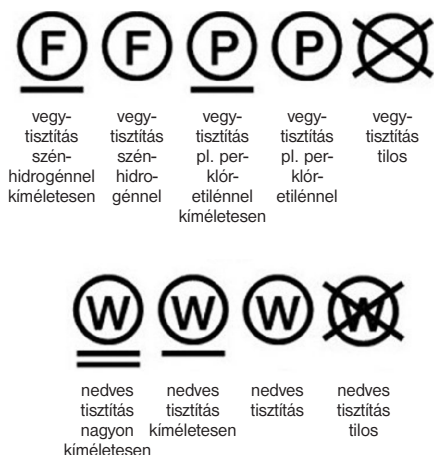 F F P P
vegy- vegy- vegy- vegy- vegy-
tisztítás tisztítás tisztítás tisztítás tisztítás
szén- szén- pl. per- pl. per- tilos
hidrogénnel hidro- klór- klór-
kíméletesen génnel etilénnel etilénnel
kíméletesen
W W W W
nedves nedves nedves nedves
tisztítás tisztítás tisztítás tisztítás
nagyon kíméletesen tilos
kíméletesen